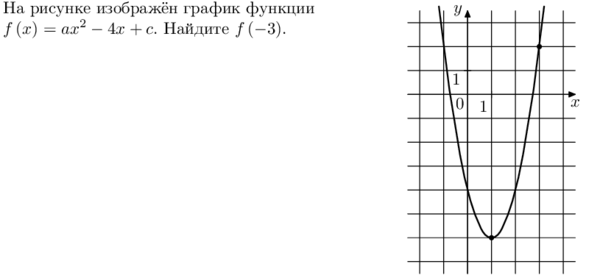 На рисунке изображён график функции
f (x) = ax² − 4x + c. Найдите f (−3).
y
1
0 1 x